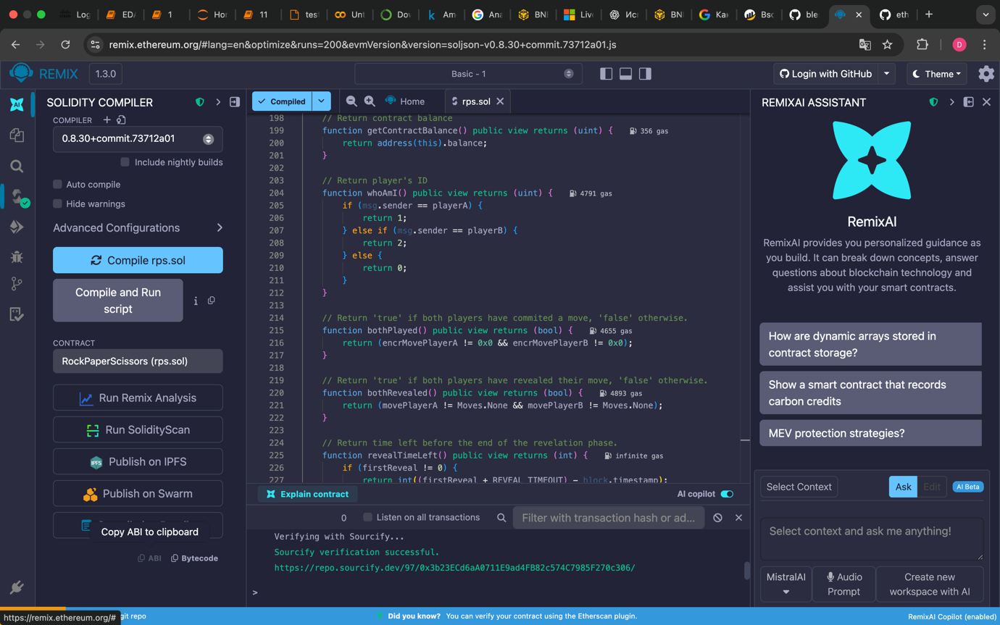 Log
EDA
1
Hor
11
test
Unt
Dov
Am
Ana
BNI
Live
Исг
BNI
Как
Bsc
ble
eth
remix.ethereum.org/#lang=en&optimize&runs=200&evmVersion&version=soljson-v0.8.30+commit.73712a01.js
D
REMIX
1.3.0
Basic - 1
Login with GitHub
Theme
AI
SOLIDITY COMPILER
COMPILER
0.8.30+commit.73712a01
Include nightly builds
Auto compile
Hide warnings
Advanced Configurations
Compile rps.sol
Compile and Run
script
CONTRACT
RockPaperScissors (rps.sol)
Run Remix Analysis
Run SolidityScan
IPFS
Publish on IPFS
Publish on Swarm
Copy ABI to clipboard
ABI
Bytecode
Compiled
Home
rps.sol
198 // Return contract balance
199 function getContractBalance() public view returns (uint) { 356 gas
200 return address(this).balance;
201 }
202
203 // Return player's ID
204 function whoAmI() public view returns (uint) { 4791 gas
205 if (msg.sender == playerA) {
206 return 1;
207 } else if (msg.sender == playerB) {
208 return 2;
209 } else {
210 return 0;
211 }
212 }
213
214 // Return 'true' if both players have commited a move, 'false' otherwise.
215 function bothPlayed() public view returns (bool) { 4655 gas
216 return (encrMovePlayerA != 0x0 && encrMovePlayerB != 0x0);
217 }
218
219 // Return 'true' if both players have revealed their move, 'false' otherwise.
220 function bothRevealed() public view returns (bool) { 4893 gas
221 return (movePlayerA != Moves.None && movePlayerB != Moves.None);
222 }
223
224 // Return time left before the end of the revelation phase.
225 function revealTimeLeft() public view returns (int) { infinite gas
226 if (firstReveal != 0) {
227 return int((firstReveal + REVEAL_TIMEOUT) - block.timestamp);
Explain contract
AI copilot
0
Listen on all transactions
Filter with transaction hash or ad...
Verifying with Sourcify...
Sourcify verification successful.
https://repo.sourcify.dev/97/0x3b23ECd6aA0711E9ad4FB82c574C7985F270c306/
>
REMIXAI ASSISTANT
RemixAI
RemixAI provides you personalized guidance as
you build. It can break down concepts, answer
questions about blockchain technology and
assist you with your smart contracts.
How are dynamic arrays stored in
contract storage?
Show a smart contract that records
carbon credits
MEV protection strategies?
Select Context
Ask
Edit
AI Beta
Select context and ask me anything!
MistralAI
Audio
Prompt
Create new
workspace with AI
https://remix.ethereum.org/#
git repo
Did you know? You can verify your contract using the Etherscan plugin.
RemixAI Copilot (enabled)